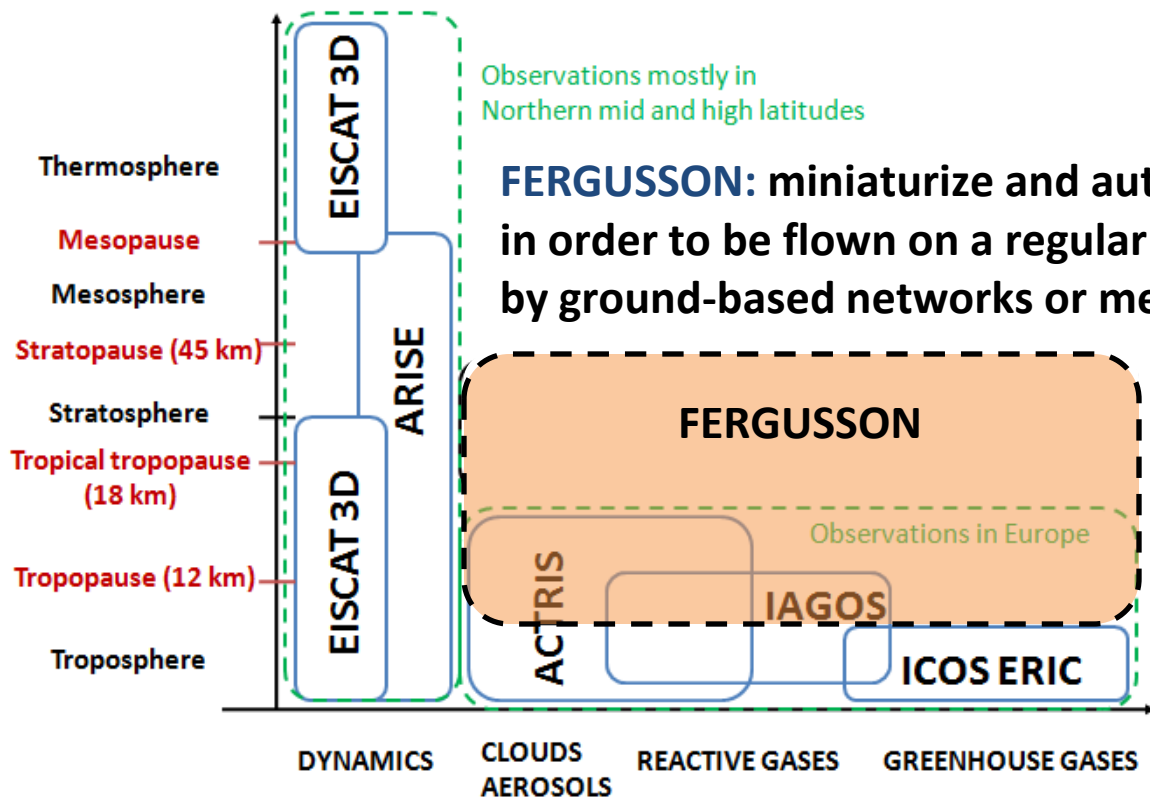 Observations mostly in
Northern mid and high latitudes
FERGUSSON: miniaturize and aut
in order to be flown on a regular
by ground-based networks or me
Thermosphere
Mesopause
Mesosphere
Stratopause (45 km)
Stratosphere
Tropical tropopause
(18 km)
Tropopause (12 km)
Troposphere
EISCAT 3D
ARISE
EISCAT 3D
FERGUSSON
Observations in Europe
ACTRIS
IAGOS
ICOS ERIC
DYNAMICS
CLOUDS
AEROSOLS
REACTIVE GASES
GREENHOUSE GASES